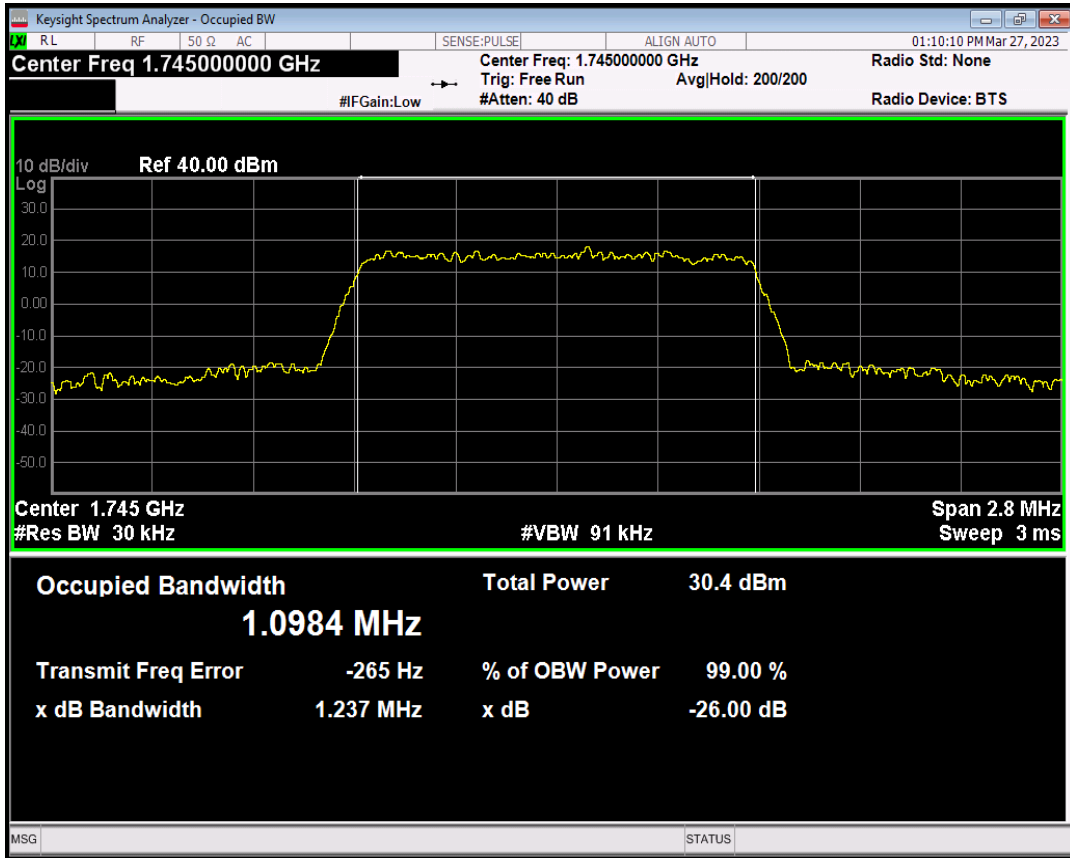 Keysight Spectrum Analyzer - Occupied BW
LXI RL RF 50 Ω AC SENSE:PULSE ALIGN AUTO 01:10:10 PM Mar 27, 2023
Center Freq 1.745000000 GHz Center Freq: 1.745000000 GHz Radio Std: None
Trig: Free Run Avg|Hold: 200/200
#IFGain:Low #Atten: 40 dB Radio Device: BTS
10 dB/div Ref 40.00 dBm
Log
30.0
20.0
10.0
0.00
-10.0
-20.0
-30.0
-40.0
-50.0
Center 1.745 GHz Span 2.8 MHz
#Res BW 30 kHz #VBW 91 kHz Sweep 3 ms
Occupied Bandwidth Total Power 30.4 dBm
1.0984 MHz
Transmit Freq Error -265 Hz % of OBW Power 99.00 %
x dB Bandwidth 1.237 MHz x dB -26.00 dB
MSG STATUS